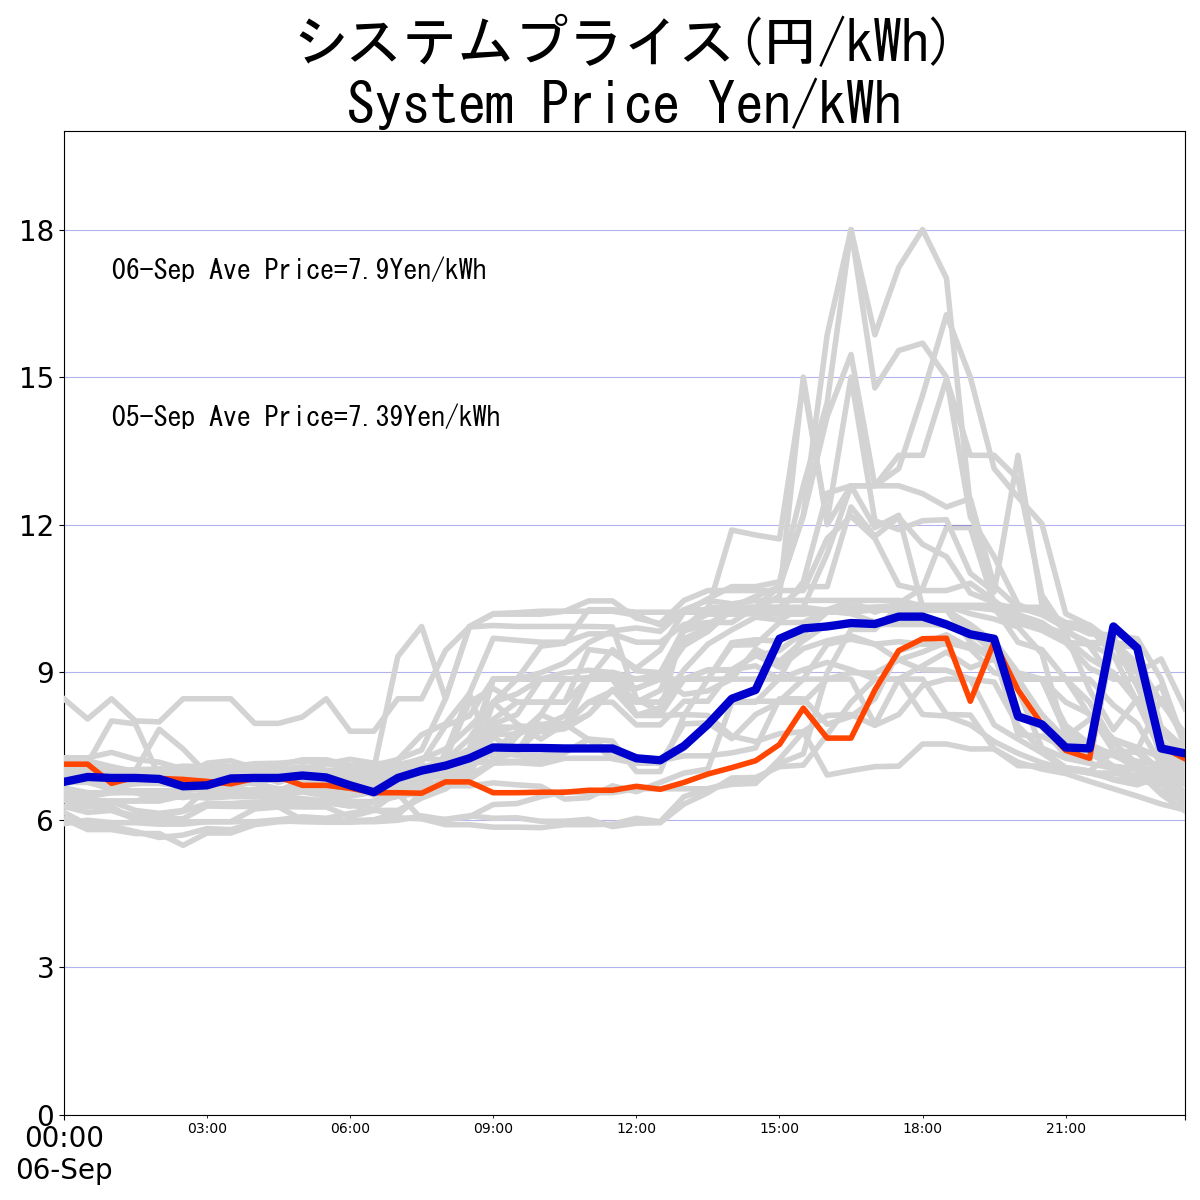 システムプライス(円/kWh)
System Price Yen/kWh
18
06-Sep Ave Price=7.9Yen/kWh
15
05-Sep Ave Price=7.39Yen/kWh
12
9
6
3
0
00:00 03:00 06:00 09:00 12:00 15:00 18:00 21:00
06-Sep